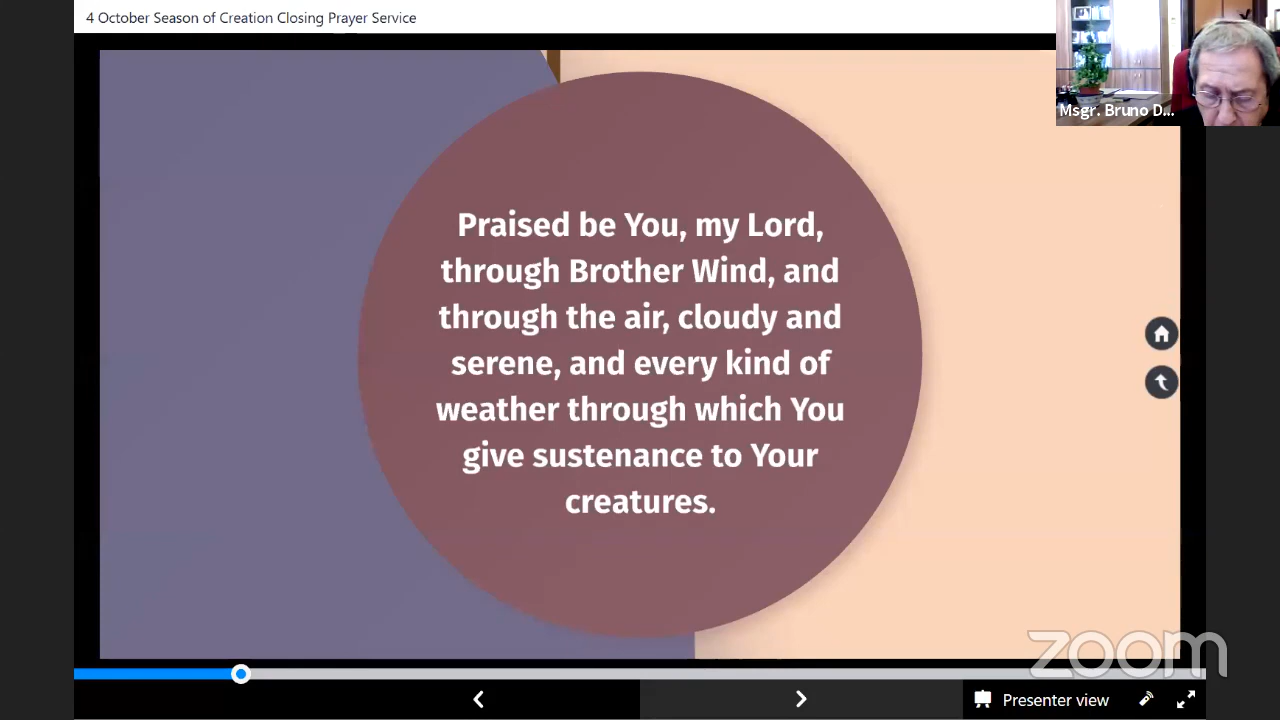 4 October Season of Creation Closing Prayer Service
Msgr. Bruno D...
Praised be You, my Lord,
through Brother Wind, and
through the air, cloudy and
serene, and every kind of
weather through which You
give sustenance to Your
creatures.
zoom
Presenter view